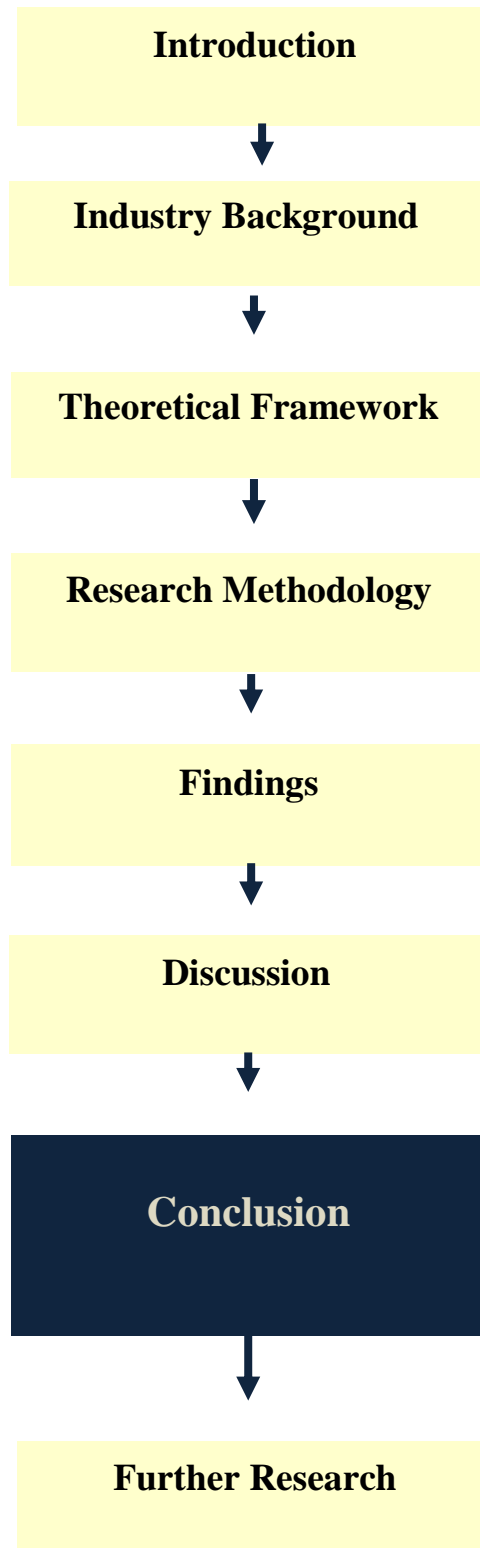 Introduction
Industry Background
Theoretical Framework
Research Methodology
Findings
Discussion
Conclusion
Further Research